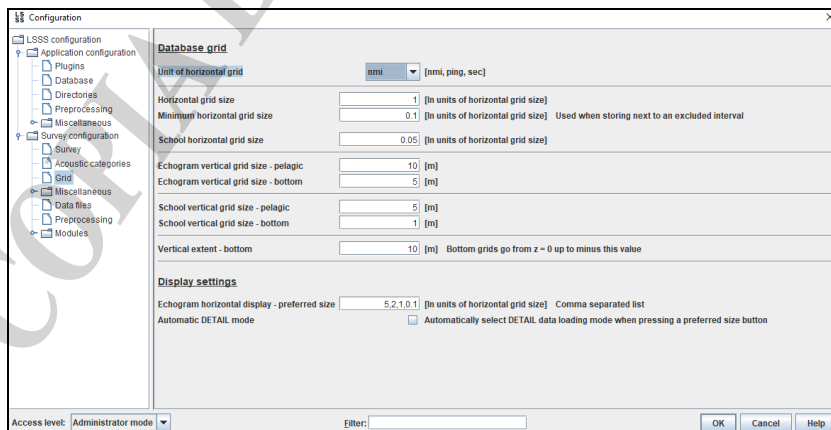 LSSS Configuration
LSSS configuration
Application configuration
Plugins
Database
Directories
Preprocessing
Miscellaneous
Survey configuration
Survey
Acoustic categories
Grid
Miscellaneous
Data files
Preprocessing
Modules
Database grid
Unit of horizontal grid nmi [nmi, ping, sec]
Horizontal grid size 1 [In units of horizontal grid size]
Minimum horizontal grid size 0.1 [In units of horizontal grid size] Used when storing next to an excluded interval
School horizontal grid size 0.05 [In units of horizontal grid size]
Echogram vertical grid size - pelagic 10 [m]
Echogram vertical grid size - bottom 5 [m]
School vertical grid size - pelagic 5 [m]
School vertical grid size - bottom 1 [m]
Vertical extent - bottom 10 [m] Bottom grids go from z = 0 up to minus this value
Display settings
Echogram horizontal display - preferred size 5,2,1,0.1 [In units of horizontal grid size] Comma separated list
Automatic DETAIL mode Automatically select DETAIL data loading mode when pressing a preferred size button
Access level: Administrator mode Filter: OK Cancel Help
COPIA